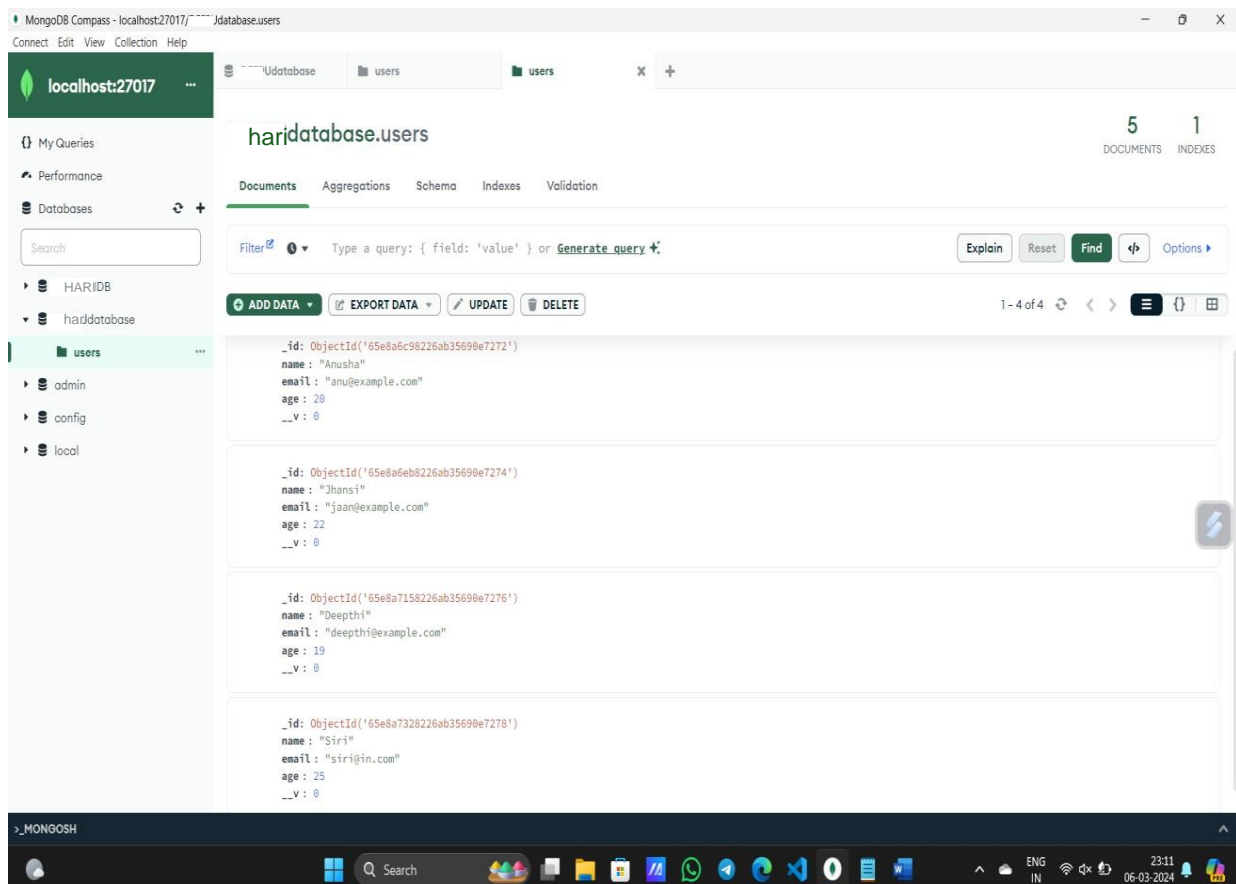 MongoDB Compass - localhost:27017/ Udatabase.users
Connect Edit View Collection Help
localhost:27017 ...
Udatabase
users
users
{} My Queries
Performance
Databases
Search
HARIDB
users
admin
config
local
haridatabase.users
5
DOCUMENTS
1
INDEXES
Documents Aggregations Schema Indexes Validation
Filter Type a query: { field: 'value' } or Generate query
Explain Reset Find </> Options
ADD DATA EXPORT DATA UPDATE DELETE
1 - 4 of 4 {}
_id: ObjectId('65e8a6c98226ab35690e7272')
name : "Anusha"
email : "anu@example.com"
age : 20
__v : 0
_id: ObjectId('65e8a6eb8226ab35690e7274')
name : "Jhansi"
email : "jaan@example.com"
age : 22
__v : 0
_id: ObjectId('65e8a7158226ab35690e7276')
name : "Deepthi"
email : "deepthi@example.com"
age : 19
__v : 0
_id: ObjectId('65e8a7328226ab35690e7278')
name : "Siri"
email : "siri@in.com"
age : 25
__v : 0
>_MONGOSH
Search
ENG
IN
23:11
06-03-2024